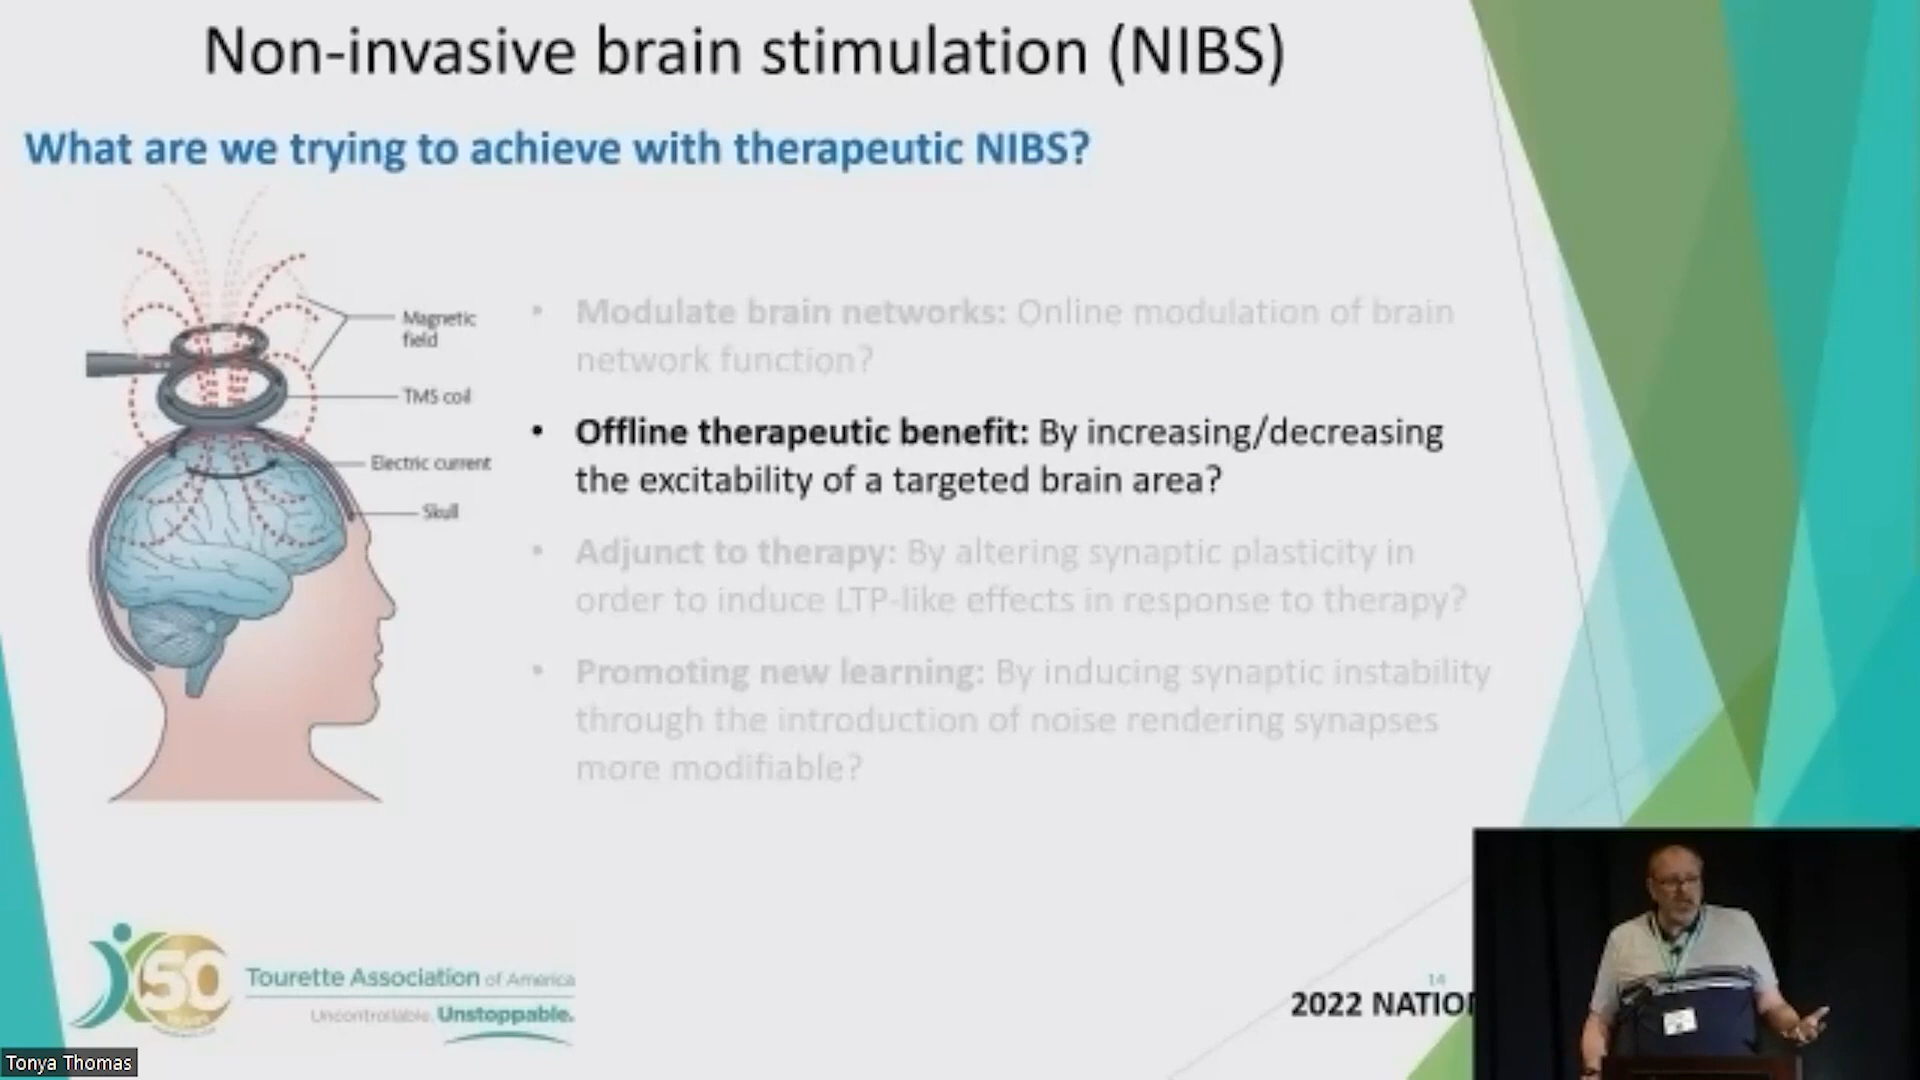 Non-invasive brain stimulation (NIBS)
What are we trying to achieve with therapeutic NIBS?
Magnetic
field
TMS coil
Electric current
Skull
• Modulate brain networks: Online modulation of brain
network function?
• Offline therapeutic benefit: By increasing/decreasing
the excitability of a targeted brain area?
• Adjunct to therapy: By altering synaptic plasticity in
order to induce LTP-like effects in response to therapy?
• Promoting new learning: By inducing synaptic instability
through the introduction of noise rendering synapses
more modifiable?
50
Tourette Association of America
Uncontrollable. Unstoppable.
14
2022 NATIO
Tonya Thomas